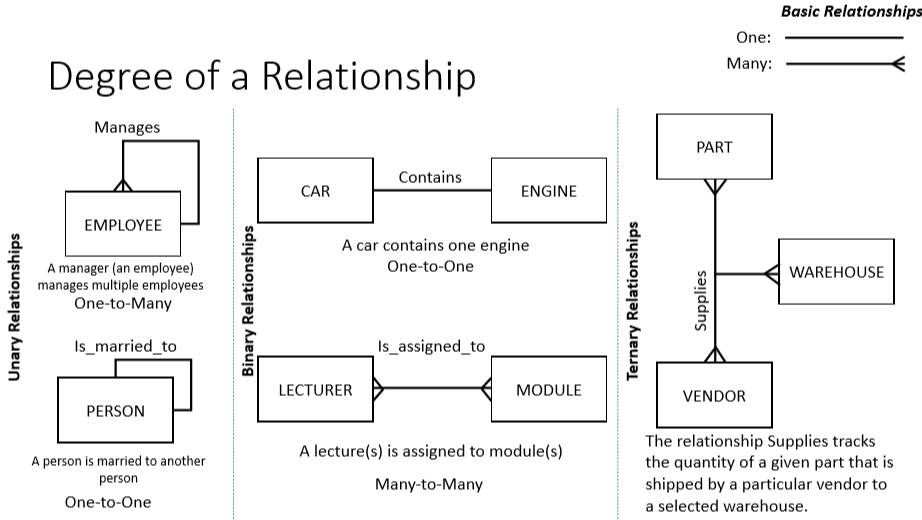 Basic Relationships
One:
Many:
Degree of a Relationship
Unary Relationships
Manages
EMPLOYEE
A manager (an employee)
manages multiple employees
One-to-Many
Is_married_to
PERSON
A person is married to another
person
One-to-One
Binary Relationships
CAR
Contains
ENGINE
A car contains one engine
One-to-One
Is_assigned_to
LECTURER
MODULE
A lecture(s) is assigned to module(s)
Many-to-Many
Ternary Relationships
PART
WAREHOUSE
Supplies
VENDOR
The relationship Supplies tracks
the quantity of a given part that is
shipped by a particular vendor to
a selected warehouse.